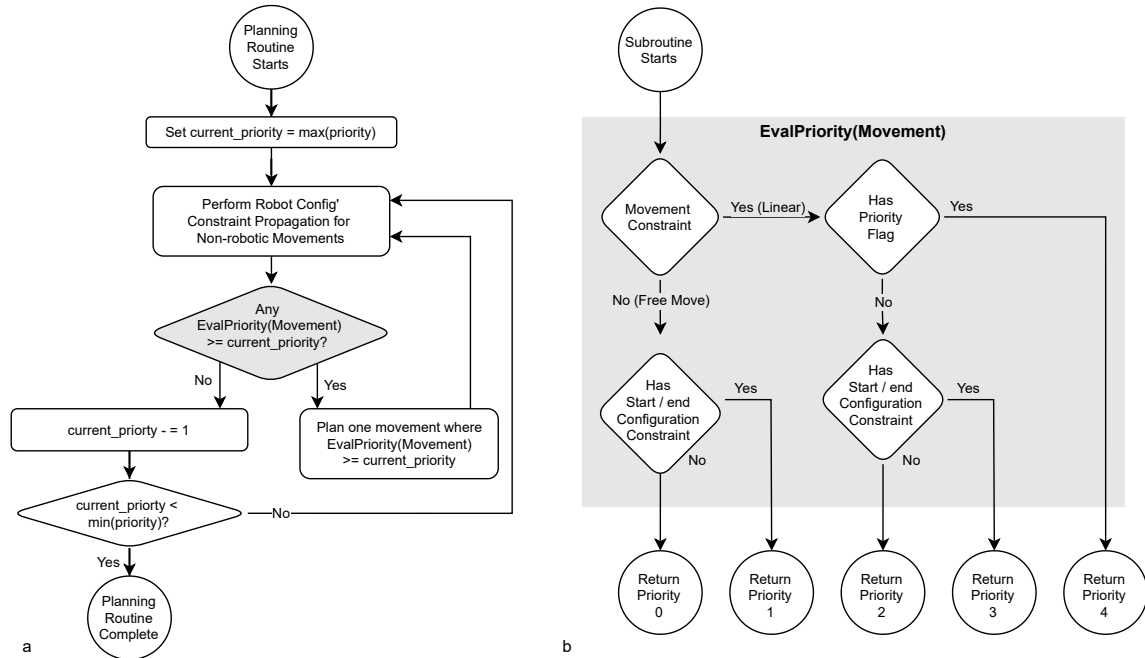 Planning
Routine
Starts
Set current_priority = max(priority)
Perform Robot Config'
Constraint Propagation for
Non-robotic Movements
Any
EvalPriority(Movement)
>= current_priority?
No
Yes
current_priorty - = 1
Plan one movement where
EvalPriority(Movement)
>= current_priority
current_priorty <
min(priority)?
No
Yes
Planning
Routine
Complete
a
Subroutine
Starts
EvalPriority(Movement)
Movement
Constraint
Yes (Linear)
Has
Priority
Flag
Yes
No (Free Move)
No
Has
Start / end
Configuration
Constraint
Yes
No
Has
Start / end
Configuration
Constraint
Yes
No
Return
Priority
0
Return
Priority
1
Return
Priority
2
Return
Priority
3
Return
Priority
4
b